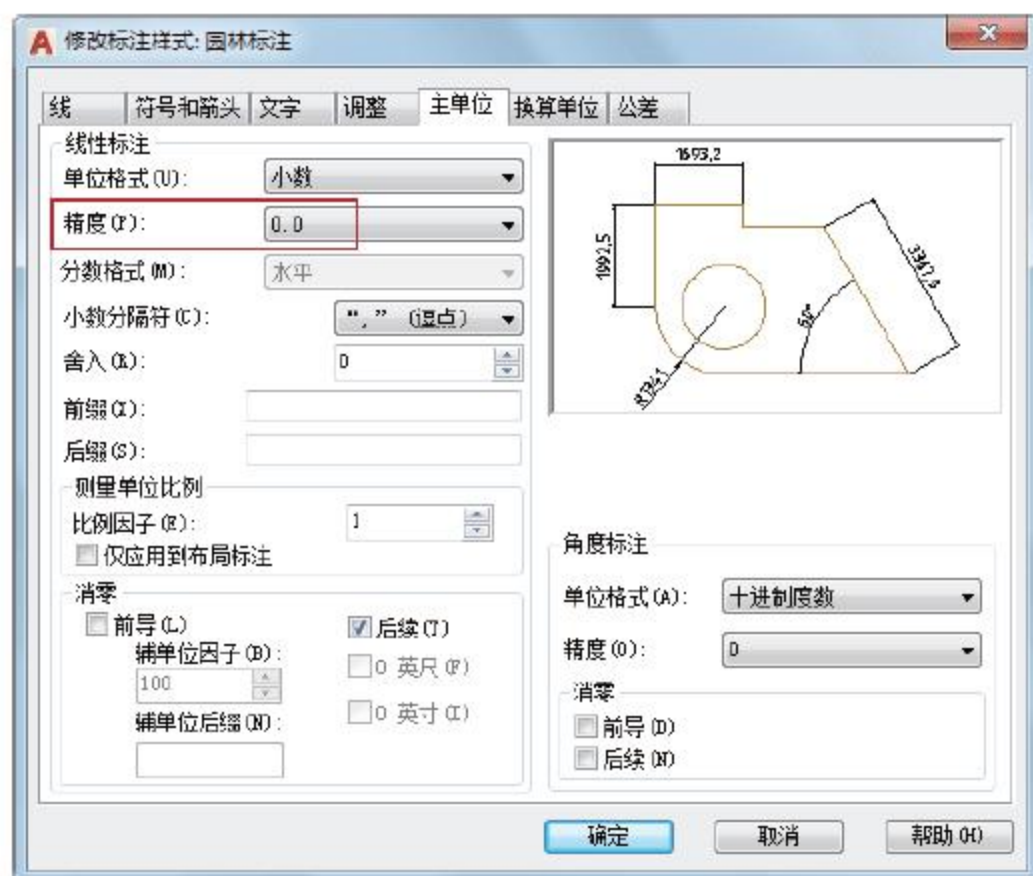 修改标注样式: 园林标注
线 符号和箭头 文字 调整 主单位 换算单位 公差
线性标注
单位格式(U): 小数
精度(P): 0.0
分数格式(M): 水平
小数分隔符(C): “,” (逗点)
舍入(R): 0
前缀(X):
后缀(S):
测量单位比例
比例因子(E): 1
仅应用到布局标注
消零
前导(L)
后续(T)
辅单位因子(B):
100
0 英尺(F)
辅单位后缀(N):
0 英寸(I)
1693,2
1992,5
60°
角度标注
单位格式(A): 十进制度数
精度(O): 0
消零
前导(D)
后续(N)
确定 取消 帮助(H)